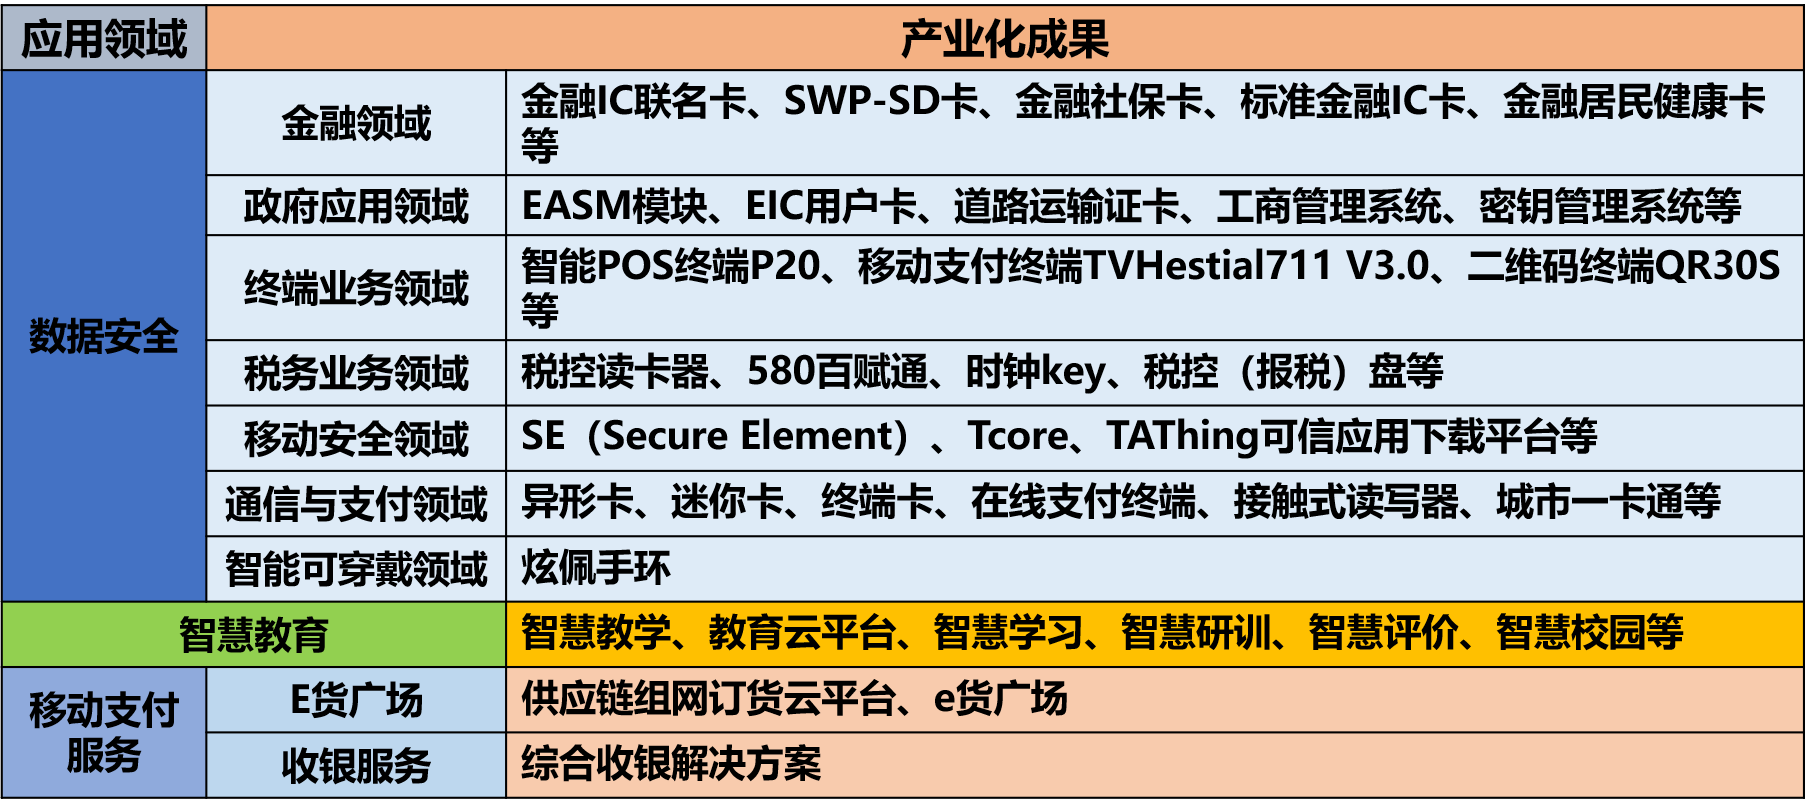 应用领域
产业化成果
数据安全
金融领域
金融IC联名卡、SWP-SD卡、金融社保卡、标准金融IC卡、金融居民健康卡
等
政府应用领域
EASM模块、EIC用户卡、道路运输证卡、工商管理系统、密钥管理系统等
终端业务领域
智能POS终端P20、移动支付终端TVHestial711 V3.0、二维码终端QR30S
等
税务业务领域
税控读卡器、580百赋通、时钟key、税控（报税）盘等
移动安全领域
SE（Secure Element）、Tcore、TAThing可信应用下载平台等
通信与支付领域
异形卡、迷你卡、终端卡、在线支付终端、接触式读写器、城市一卡通等
智能可穿戴领域
炫佩手环
智慧教育
智慧教学、教育云平台、智慧学习、智慧研训、智慧评价、智慧校园等
移动支付
服务
E货广场
供应链组网订货云平台、e货广场
收银服务
综合收银解决方案